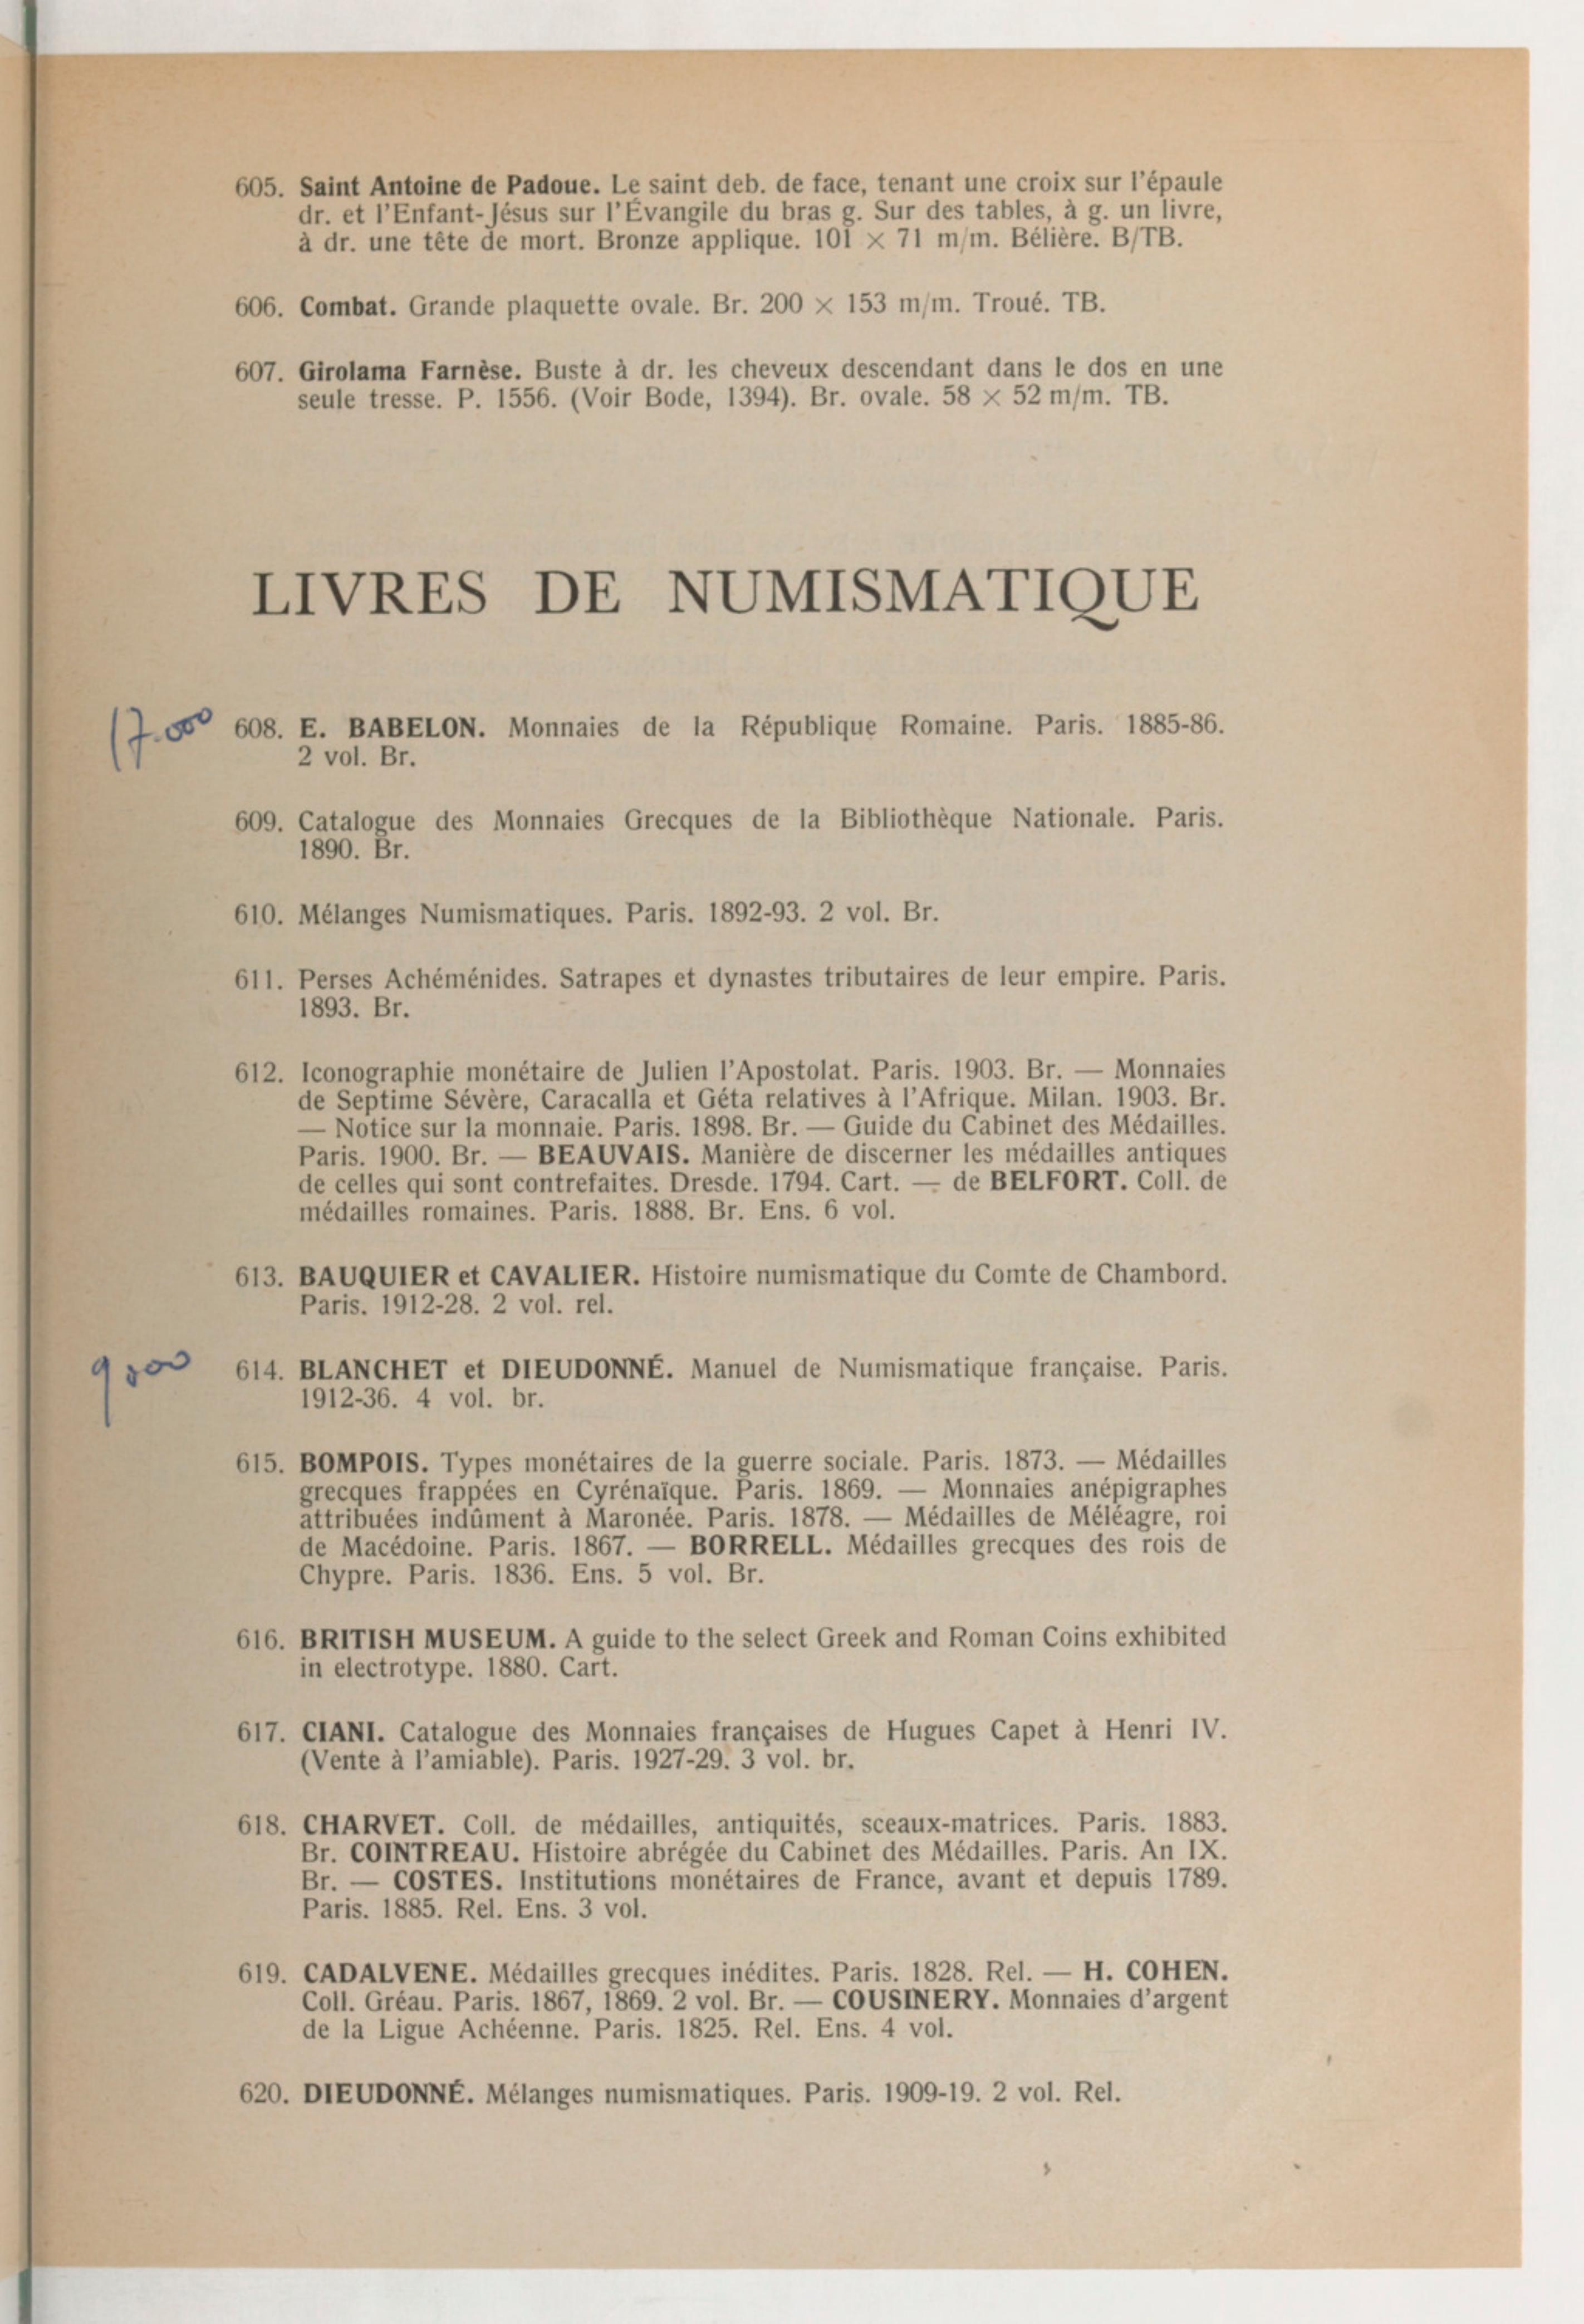 605. Saint Antoine de Padoue. Le saint deb. de face, tenant une croix sur l'épaule
dr. et l'Enfant-Jésus sur l'Évangile du bras g. Sur des tables, à g. un livre,
à dr. une tête de mort. Bronze applique. 101 × 71 m/m. Bélière. B/TB.
606. Combat. Grande plaquette ovale. Br. 200 × 153 m/m. Troué. TB.
607. Girolama Farnèse. Buste à dr. les cheveux descendant dans le dos en une
seule tresse. P. 1556. (Voir Bode, 1394). Br. ovale. 58 × 52 m/m. TB.
LIVRES DE NUMISMATIQUE
17.000 608. E. BABELON. Monnaies de la République Romaine. Paris. 1885-86.
2 vol. Br.
609. Catalogue des Monnaies Grecques de la Bibliothèque Nationale. Paris.
1890. Br.
610. Mélanges Numismatiques. Paris. 1892-93. 2 vol. Br.
611. Perses Achéménides. Satrapes et dynastes tributaires de leur empire. Paris.
1893. Br.
612. Iconographie monétaire de Julien l'Apostolat. Paris. 1903. Br. — Monnaies
de Septime Sévère, Caracalla et Géta relatives à l'Afrique. Milan. 1903. Br.
— Notice sur la monnaie. Paris. 1898. Br. — Guide du Cabinet des Médailles.
Paris. 1900. Br. — BEAUVAIS. Manière de discerner les médailles antiques
de celles qui sont contrefaites. Dresde. 1794. Cart. — de BELFORT. Coll. de
médailles romaines. Paris. 1888. Br. Ens. 6 vol.
613. BAUQUIER et CAVALIER. Histoire numismatique du Comte de Chambord.
Paris. 1912-28. 2 vol. rel.
614. BLANCHET et DIEUDONNÉ. Manuel de Numismatique française. Paris.
1912-36. 4 vol. br.
615. BOMPOIS. Types monétaires de la guerre sociale. Paris. 1873. — Médailles
grecques frappées en Cyrénaïque. Paris. 1869. — Monnaies anépigraphes
attribuées indûment à Maronée. Paris. 1878. — Médailles de Méléagre, roi
de Macédoine. Paris. 1867. — BORRELL. Médailles grecques des rois de
Chypre. Paris. 1836. Ens. 5 vol. Br.
616. BRITISH MUSEUM. A guide to the select Greek and Roman Coins exhibited
in electrotype. 1880. Cart.
617. CIANI. Catalogue des Monnaies françaises de Hugues Capet à Henri IV.
(Vente à l'amiable). Paris. 1927-29. 3 vol. br.
618. CHARVET. Coll. de médailles, antiquités, sceaux-matrices. Paris. 1883.
Br. COINTREAU. Histoire abrégée du Cabinet des Médailles. Paris. An IX.
Br. — COSTES. Institutions monétaires de France, avant et depuis 1789.
Paris. 1885. Rel. Ens. 3 vol.
619. CADALVENE. Médailles grecques inédites. Paris. 1828. Rel. — H. COHEN.
Coll. Gréau. Paris. 1867, 1869. 2 vol. Br. — COUSINERY. Monnaies d'argent
de la Ligue Achéenne. Paris. 1825. Rel. Ens. 4 vol.
620. DIEUDONNÉ. Mélanges numismatiques. Paris. 1909-19. 2 vol. Rel.